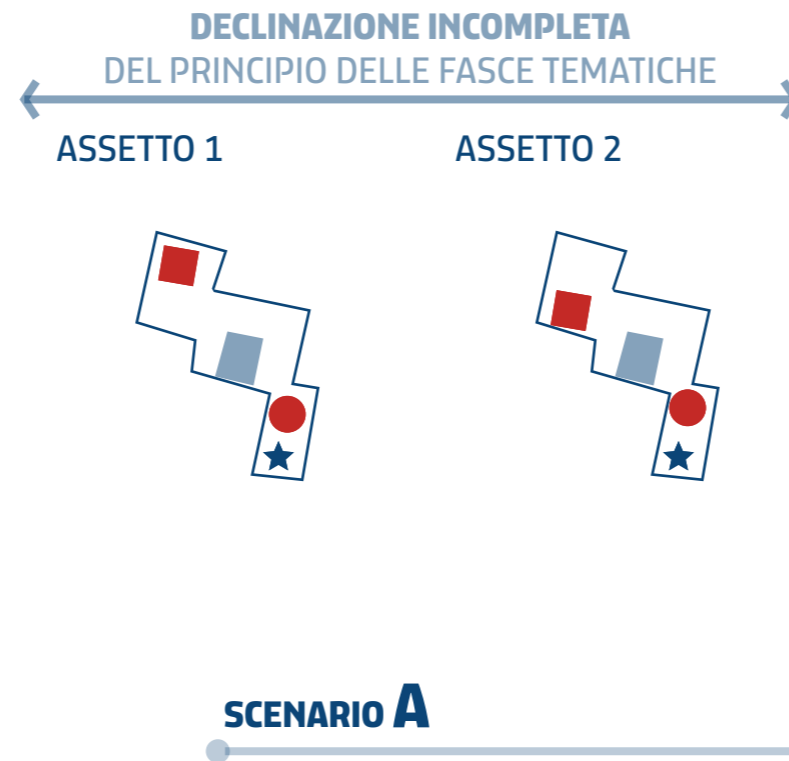 DECLINAZIONE INCOMPLETA
DEL PRINCIPIO DELLE FASCE TEMATICHE
ASSETTO 1
ASSETTO 2
SCENARIO A